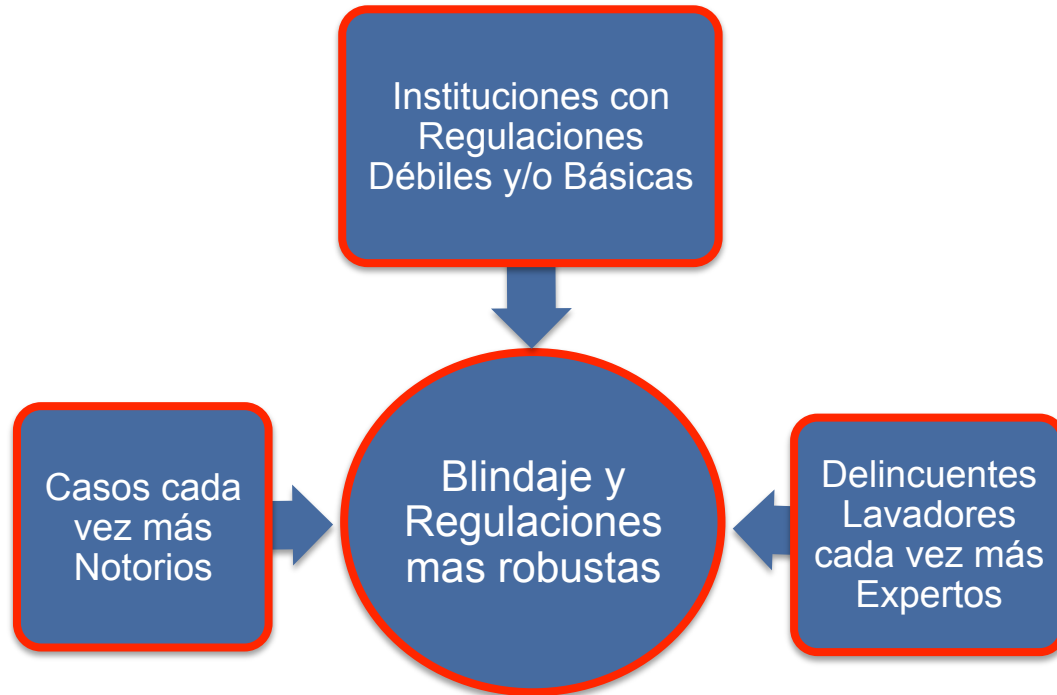 Instituciones con
Regulaciones
Débiles y/o Básicas
Casos cada
vez más
Notorios
Blindaje y
Regulaciones
mas robustas
Delincuentes
Lavadores
cada vez más
Expertos